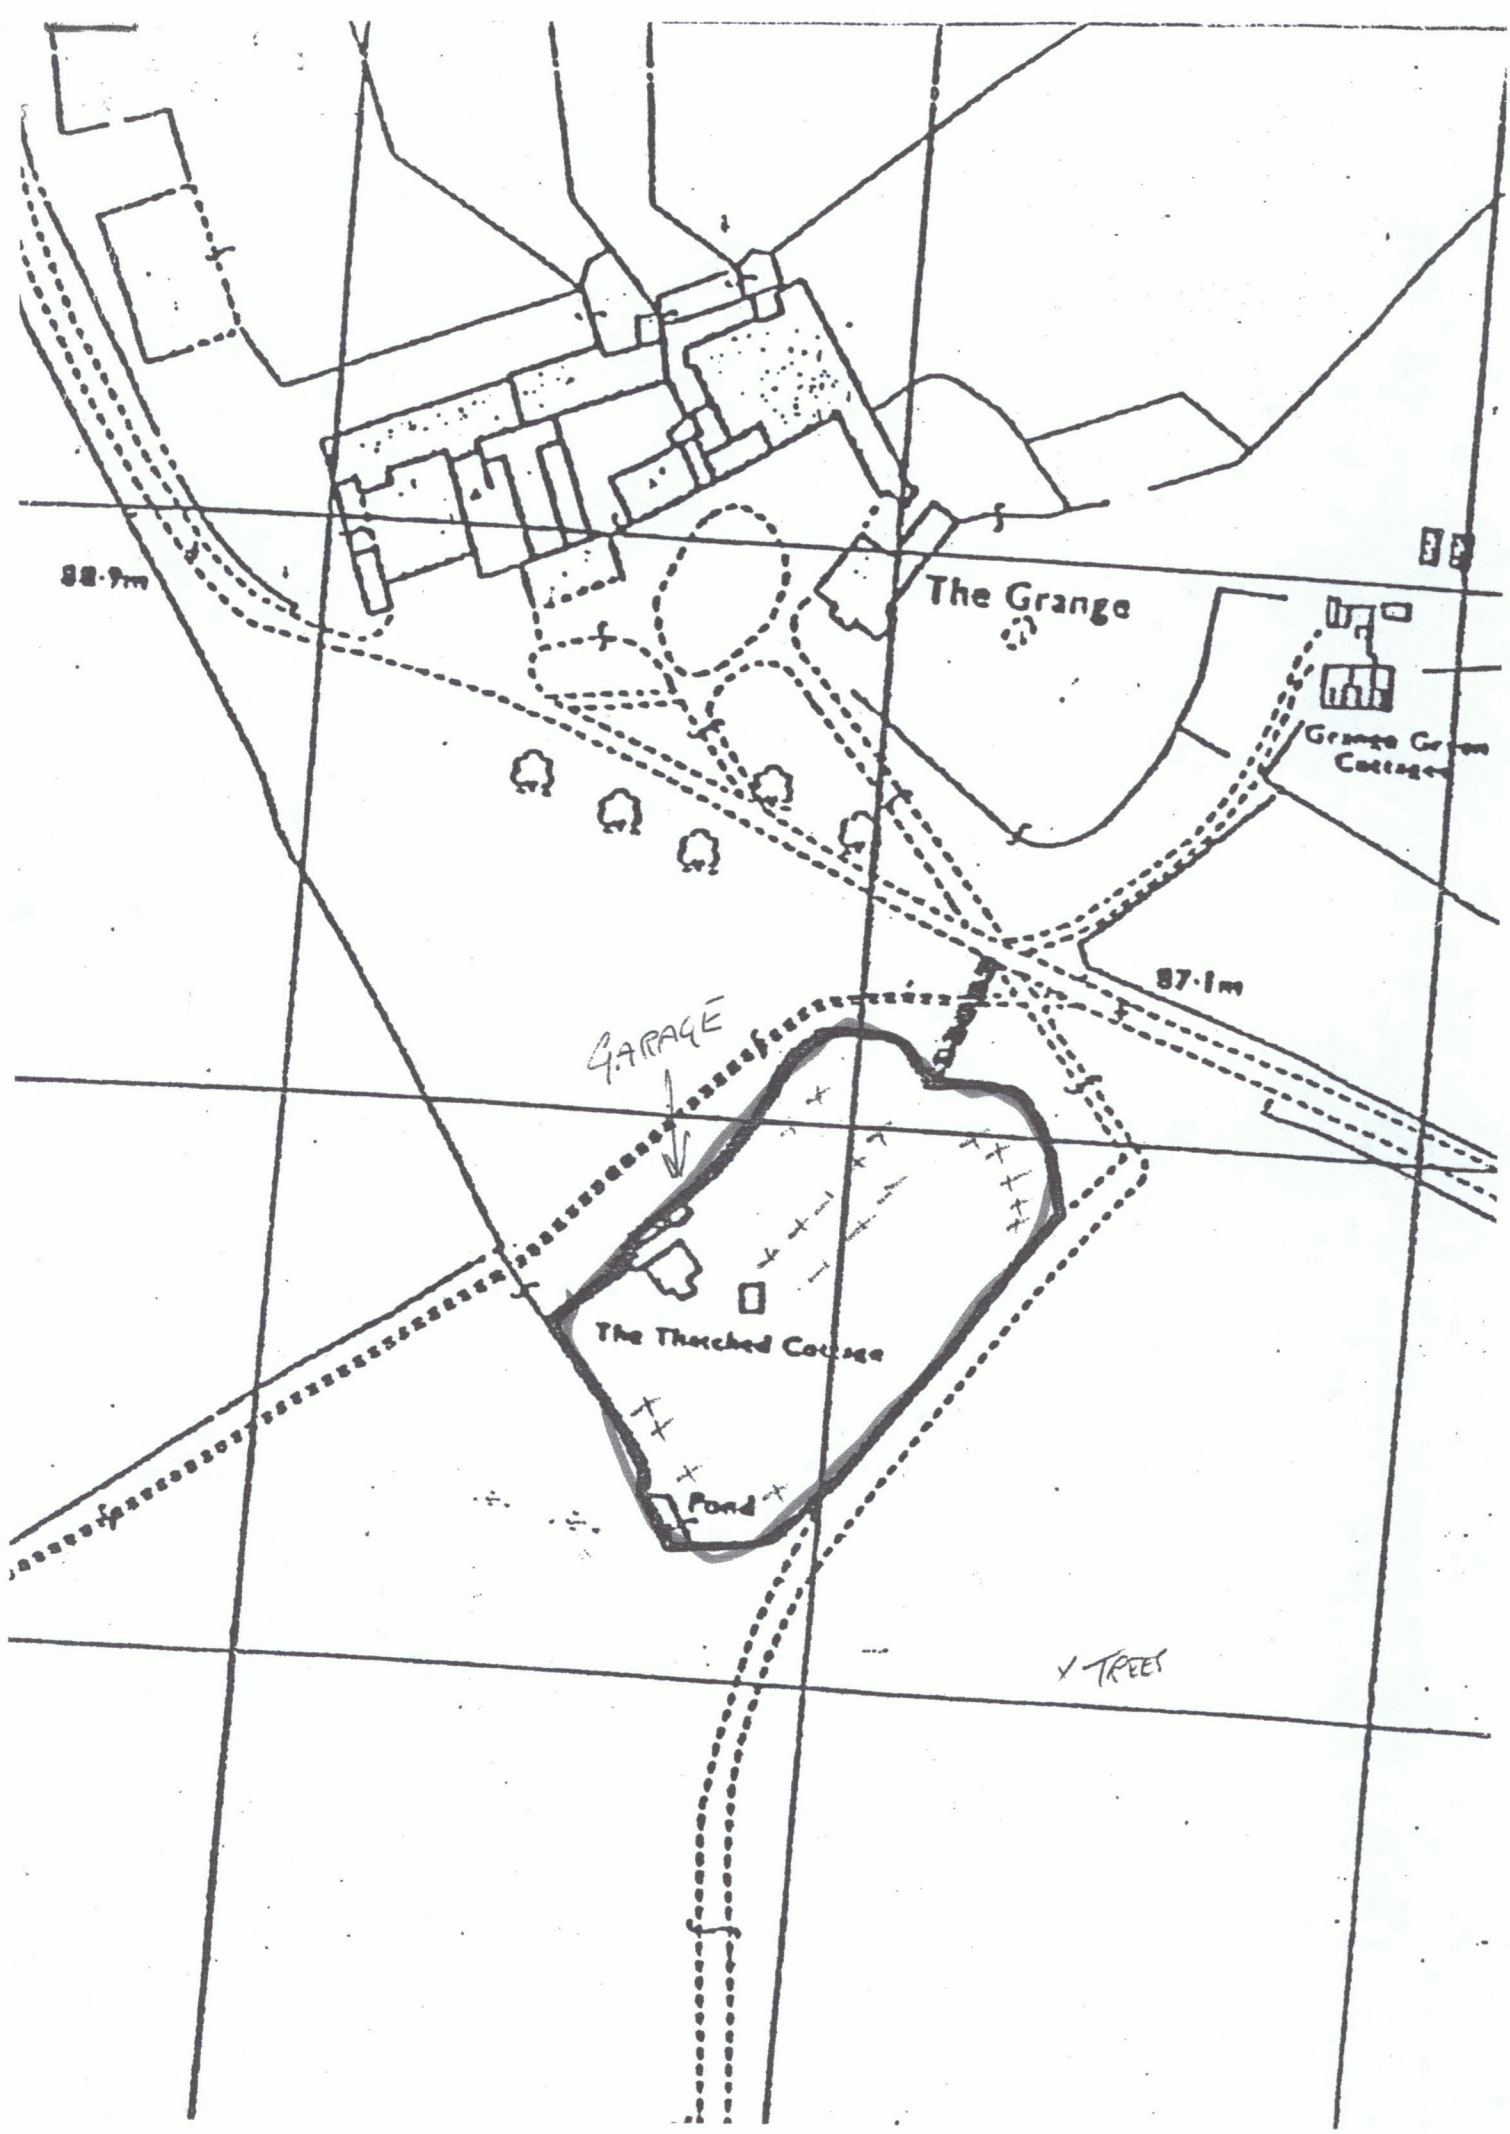 88.9m
The Grange
Grange Green
Cottages
87.1m
GARAGE
The Thatched Cottage
Pond
x TREES